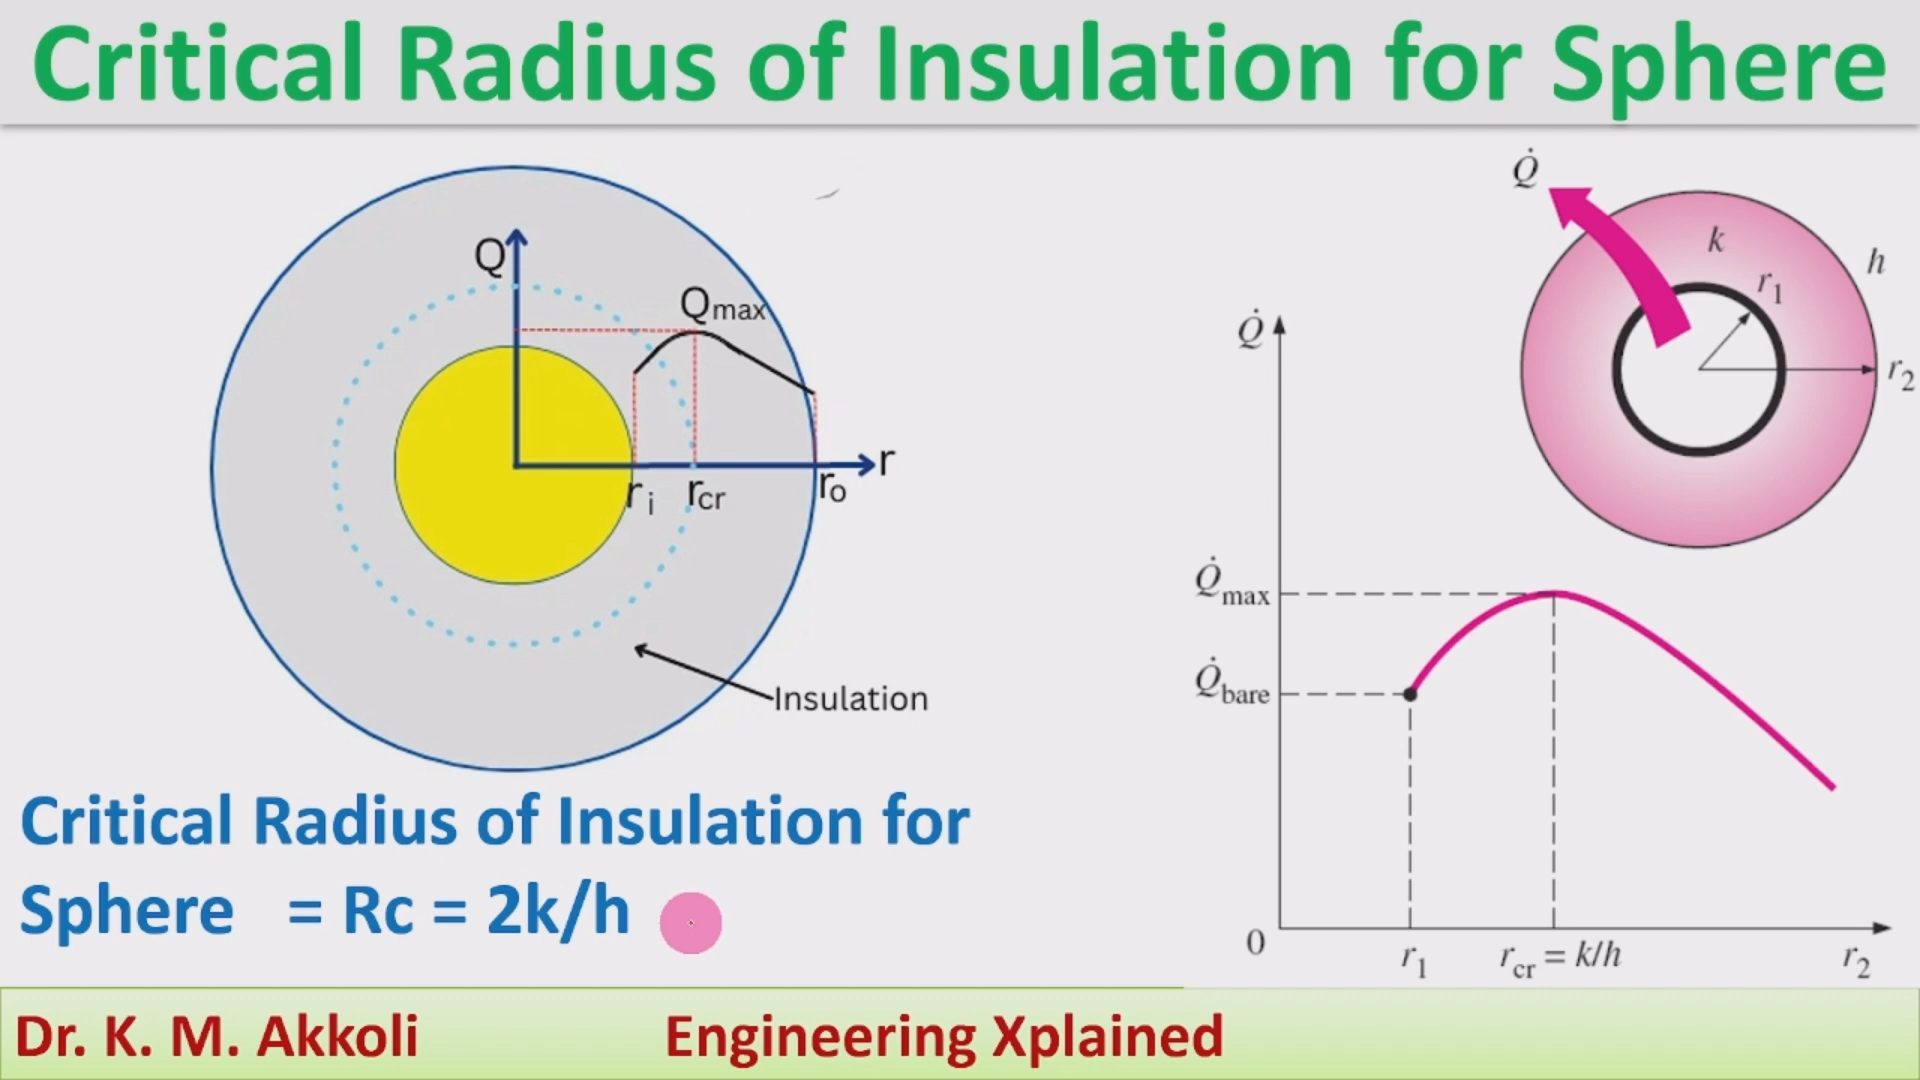 Critical Radius of Insulation for Sphere
Q
Qmax
r
ri
rcr
ro
Insulation
Critical Radius of Insulation for
Sphere = Rc = 2k/h
Q̇
k
h
r1
r2
Q̇
Q̇max
Q̇bare
0
r1
rcr = k/h
r2
Dr. K. M. Akkoli
Engineering Xplained